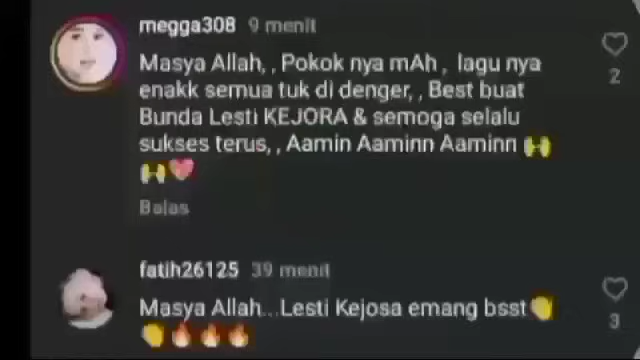 megga308 9 menit
Masya Allah,, Pokok nya mAh, lagu nya
enakk semua tuk di denger,, Best buat
Bunda Lesti KEJORA & semoga selalu
sukses terus,, Aamin Aaminn Aaminn 🙌
🙌💖
2
Balas
fatih26125 39 menit
Masya Allah...Lesti Kejosa emang bsst👏
👏🔥🔥🔥
3